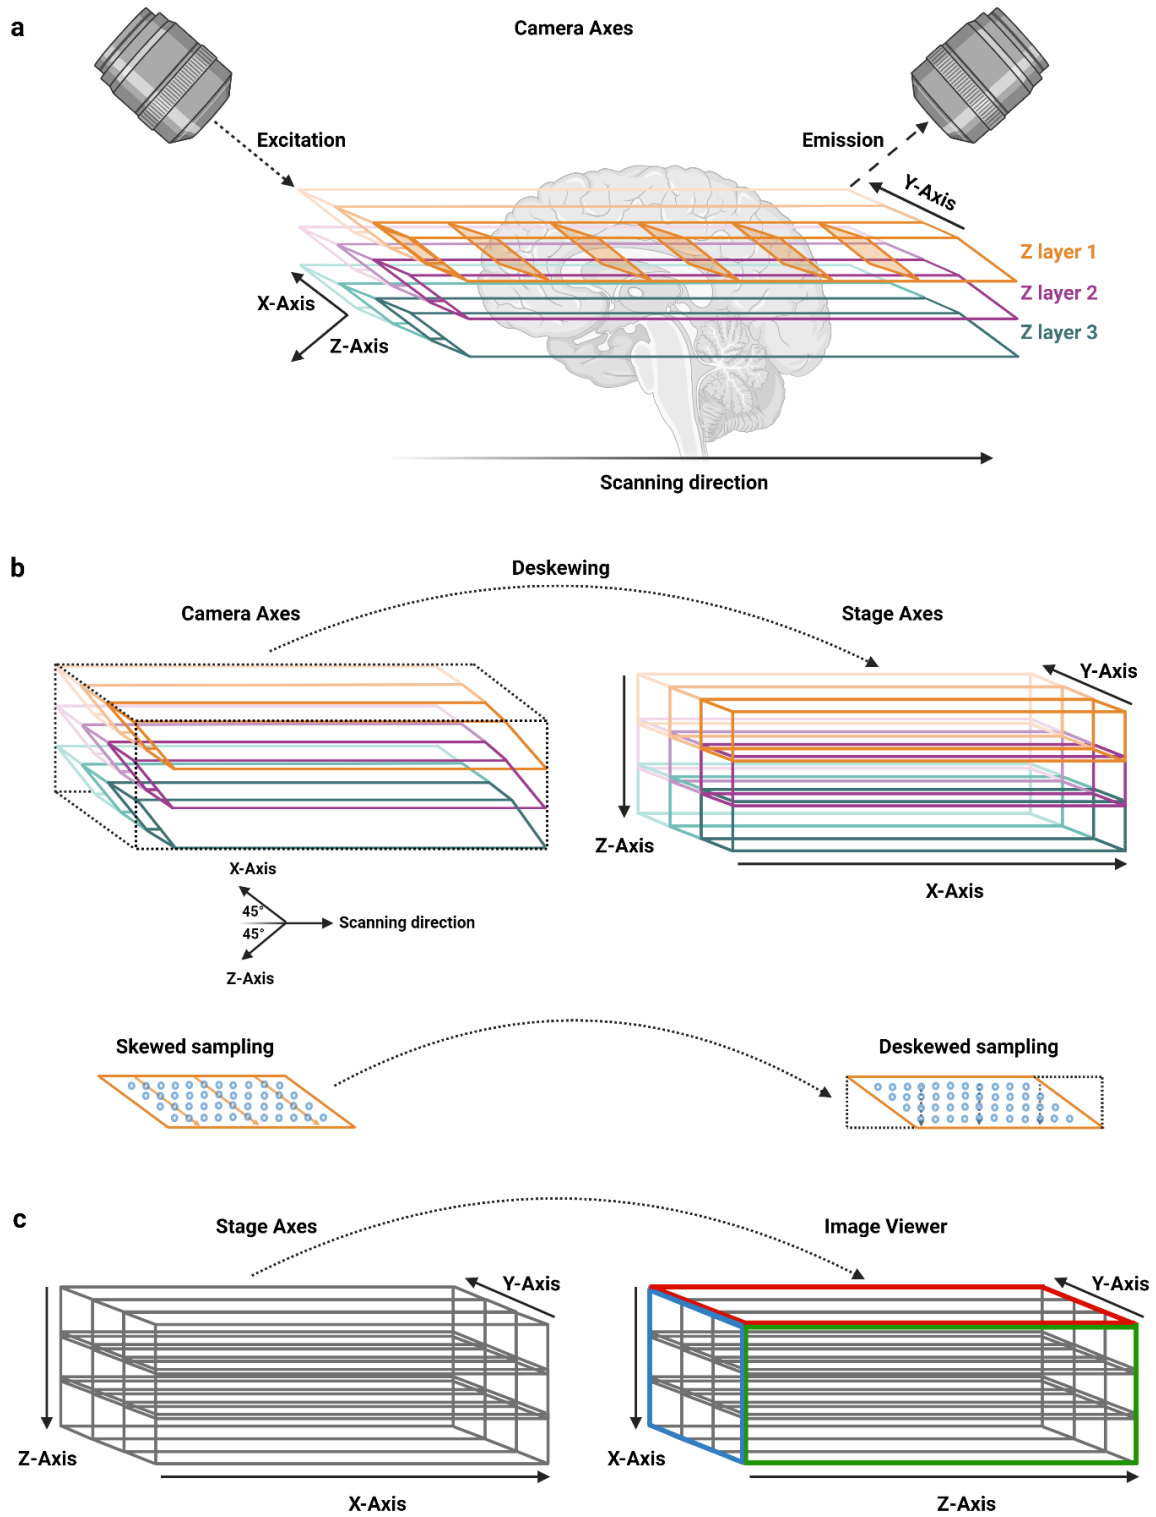 a
Camera Axes
Excitation
Emission
Y-Axis
Z layer 1
Z layer 2
Z layer 3
X-Axis
Z-Axis
Scanning direction
b
Deskewing
Camera Axes
Stage Axes
Y-Axis
Z-Axis
X-Axis
X-Axis
45°
Scanning direction
45°
Z-Axis
Skewed sampling
Deskewed sampling
c
Stage Axes
Image Viewer
Y-Axis
Y-Axis
Z-Axis
X-Axis
X-Axis
Z-Axis